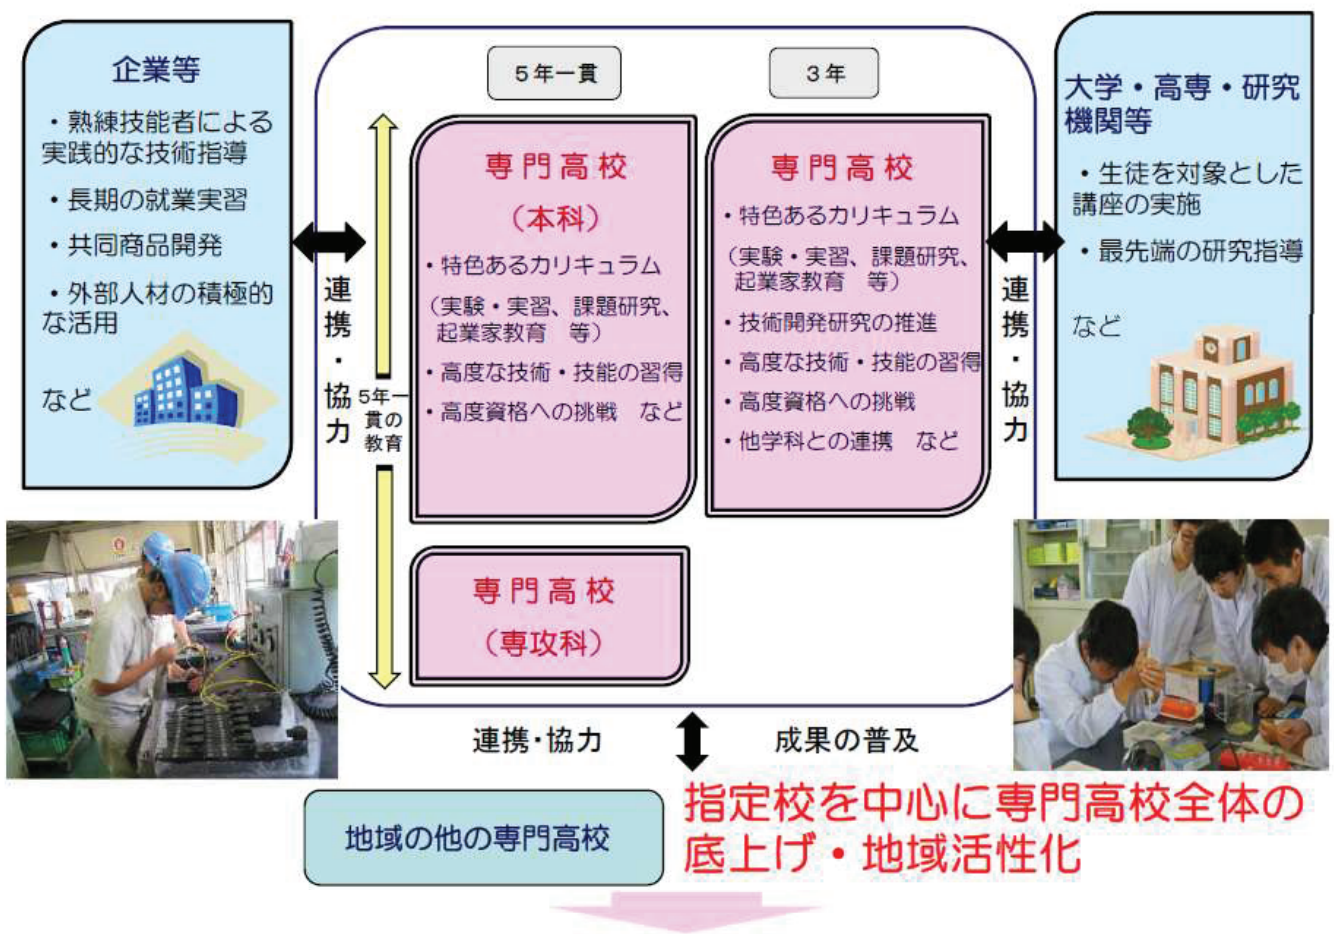 企業等
・熟練技能者による
実践的な技術指導
・長期の就業実習
・共同商品開発
・外部人材の積極的
な活用
など
連携・協力
5年一貫
5年一
貫の
教育
専門高校
（本科）
・特色あるカリキュラム
（実験・実習、課題研究、
起業家教育 等）
・高度な技術・技能の習得
・高度資格への挑戦 など
専門高校
（専攻科）
3年
専門高校
・特色あるカリキュラム
（実験・実習、課題研究、
起業家教育 等）
・技術開発研究の推進
・高度な技術・技能の習得
・高度資格への挑戦
・他学科との連携 など
連携・協力
大学・高専・研究
機関等
・生徒を対象とした
講座の実施
・最先端の研究指導
など
連携・協力
成果の普及
地域の他の専門高校
指定校を中心に専門高校全体の
底上げ・地域活性化